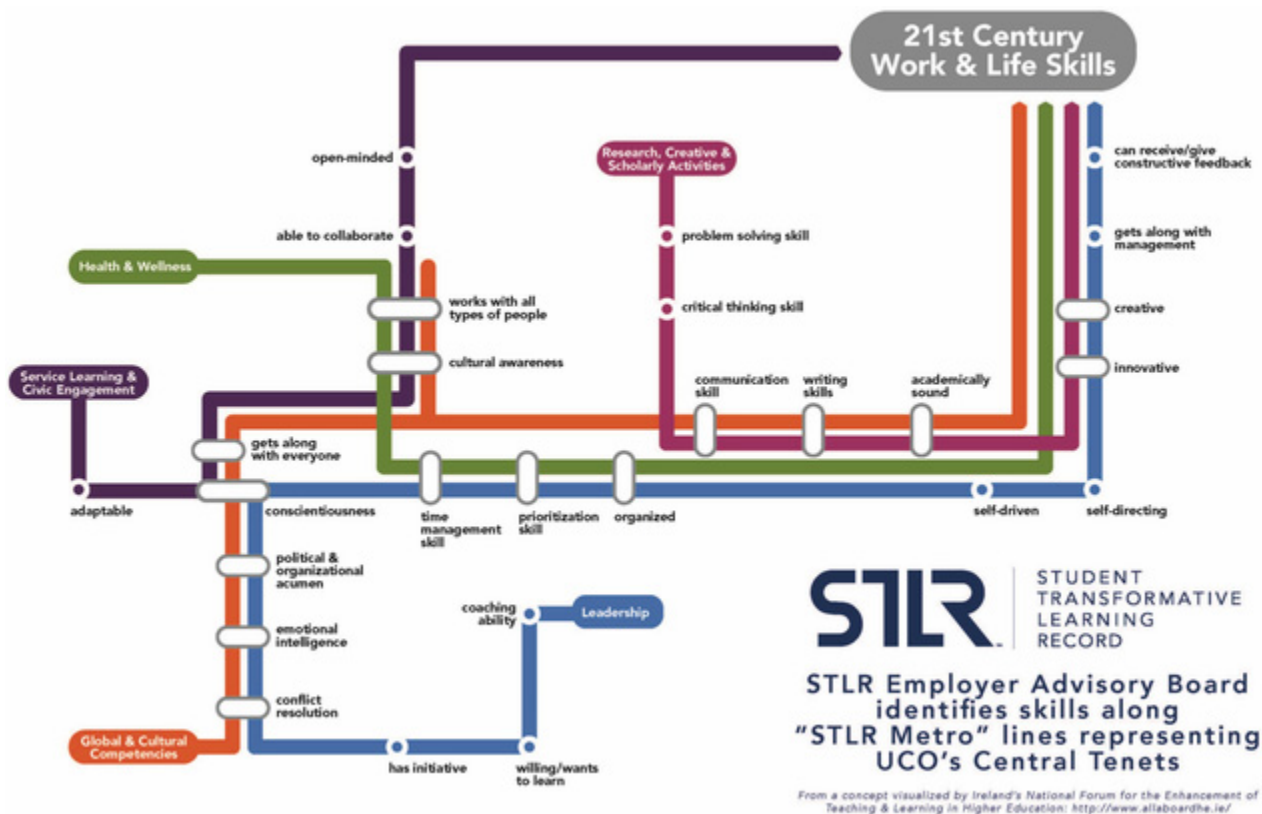 21st Century
Work & Life Skills
open-minded
Research, Creative &
Scholarly Activities
can receive/give
constructive feedback
able to collaborate
problem solving skill
gets along with
management
Health & Wellness
works with all
types of people
critical thinking skill
creative
cultural awareness
innovative
Service Learning &
Civic Engagement
communication
skill
writing
skills
academically
sound
gets along
with everyone
adaptable
conscientiousness
time
management
skill
prioritization
skill
organized
self-driven
self-directing
political &
organizational
acumen
coaching
ability
Leadership
emotional
intelligence
conflict
resolution
Global & Cultural
Competencies
has initiative
willing/wants
to learn
STLR
STUDENT
TRANSFORMATIVE
LEARNING
RECORD
STLR Employer Advisory Board
identifies skills along
“STLR Metro” lines representing
UCO’s Central Tenets
From a concept visualized by Ireland's National Forum for the Enhancement of
Teaching & Learning in Higher Education: http://www.allaboardhe.ie/